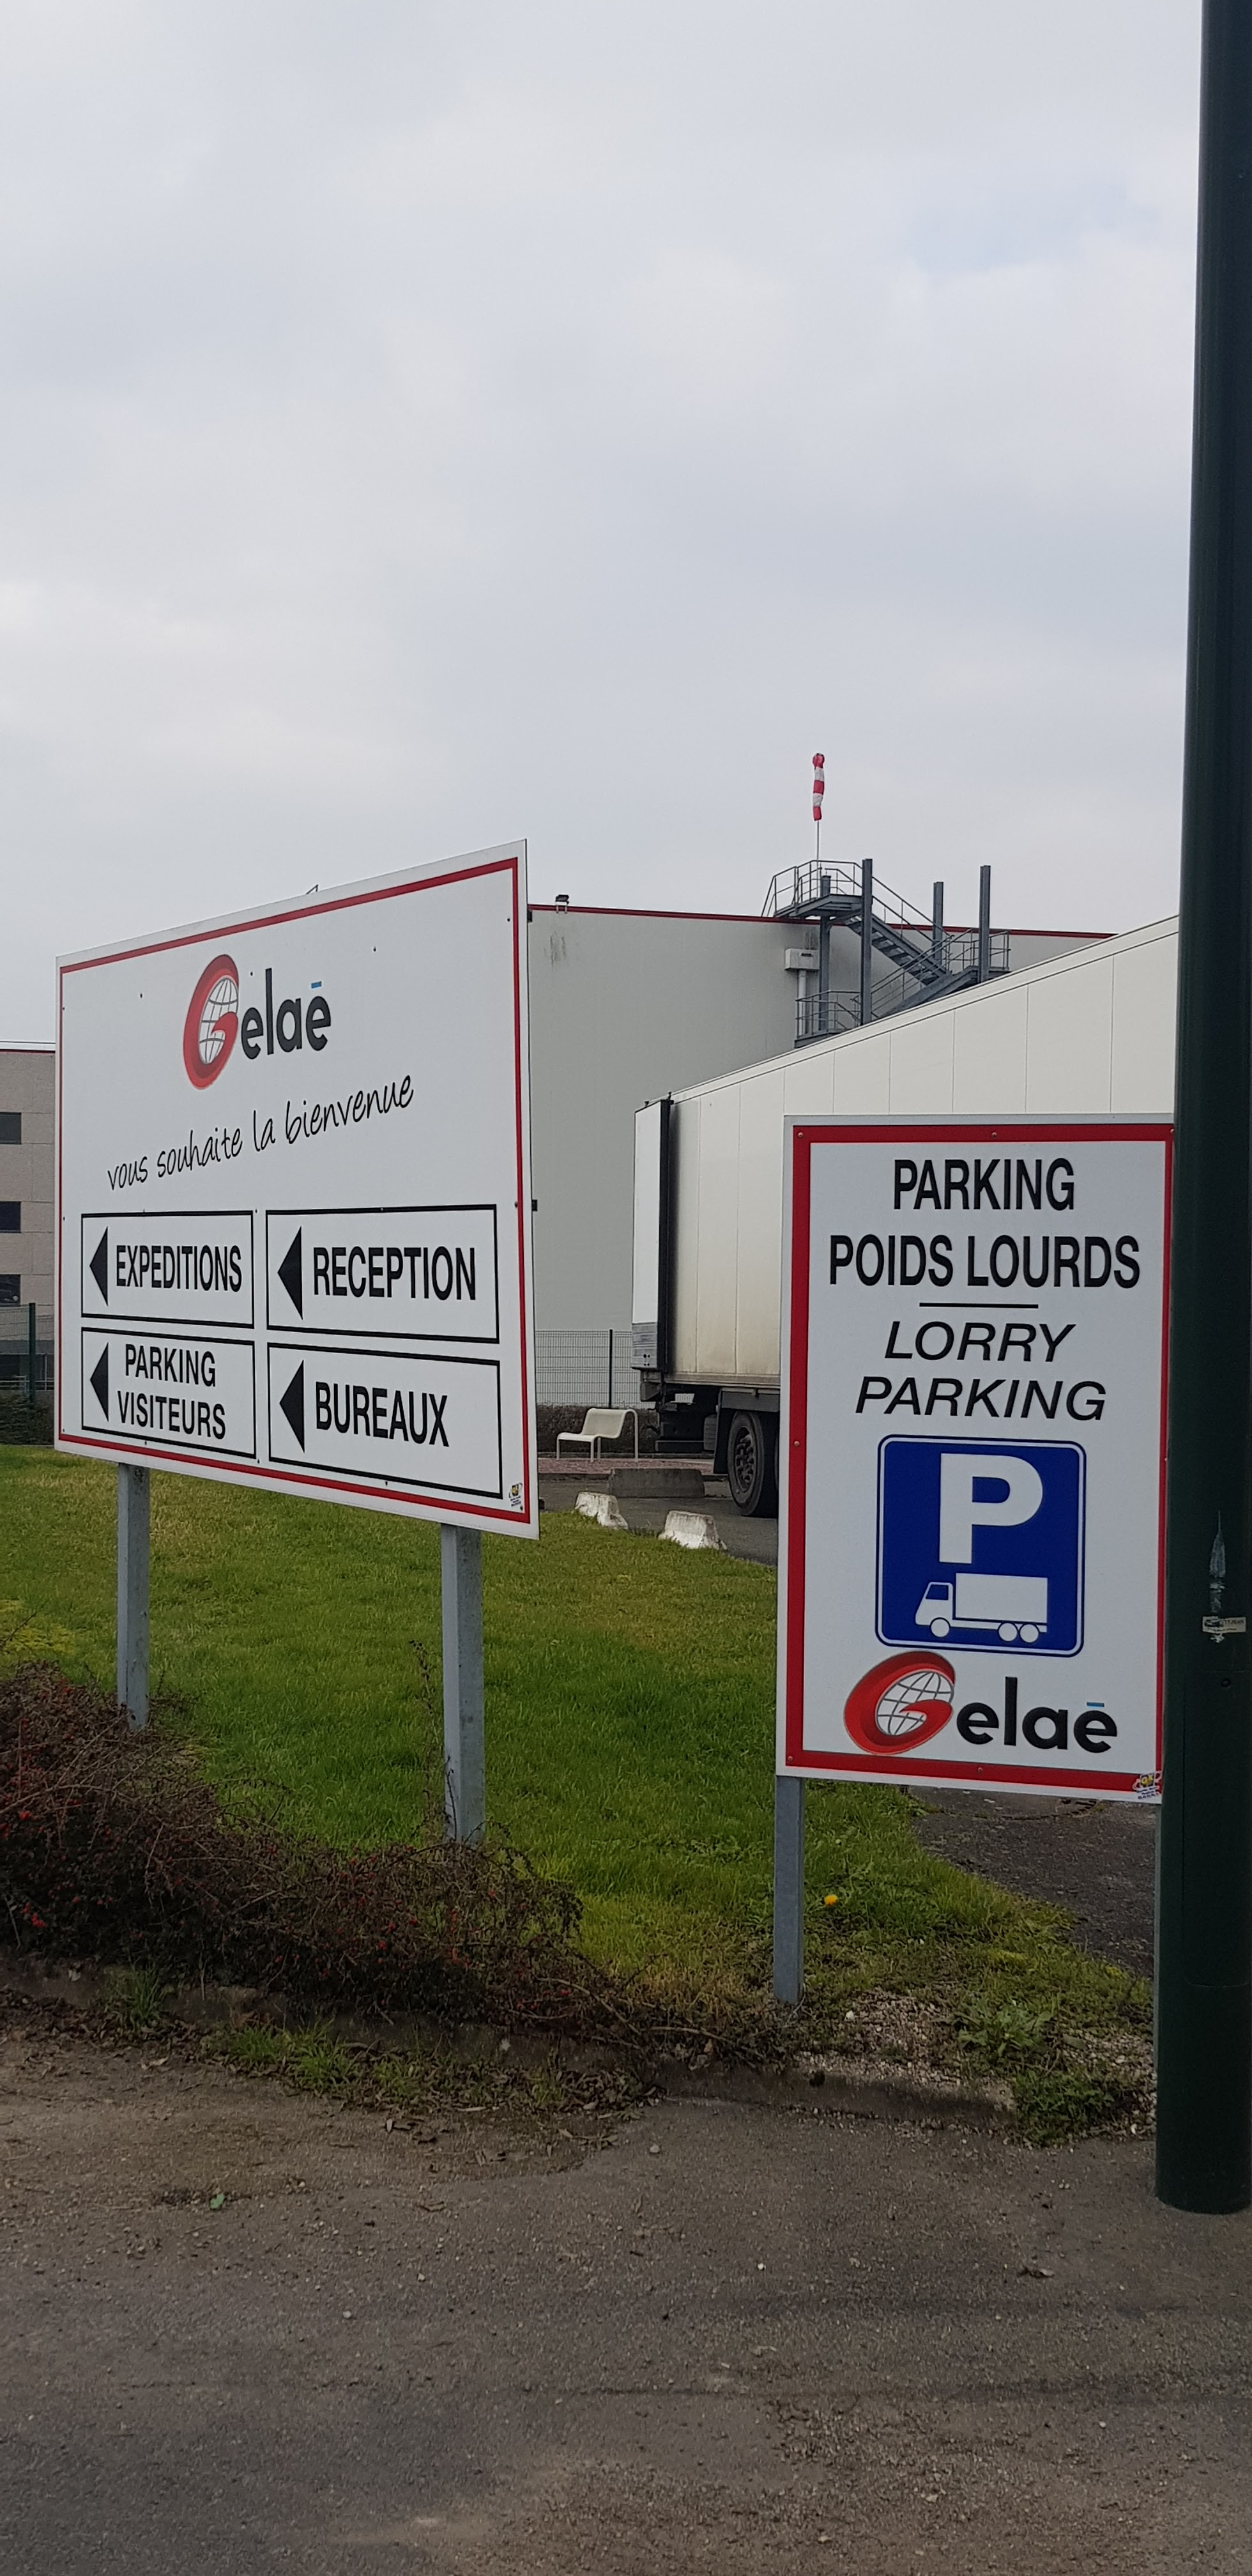 Gelaē
vous souhaite la bienvenue
EXPEDITIONS
RECEPTION
PARKING
VISITEURS
BUREAUX
PARKING
POIDS LOURDS
LORRY
PARKING
P
Gelaē